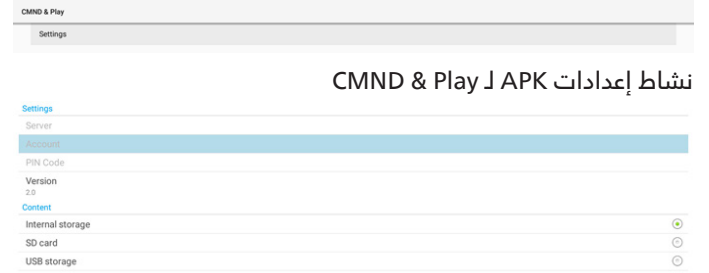 CMND & Play
Settings
نشاط إعدادات APK لـ CMND & Play
Settings
Server
Account
PIN Code
Version
2.0
Content
Internal storage
SD card
USB storage